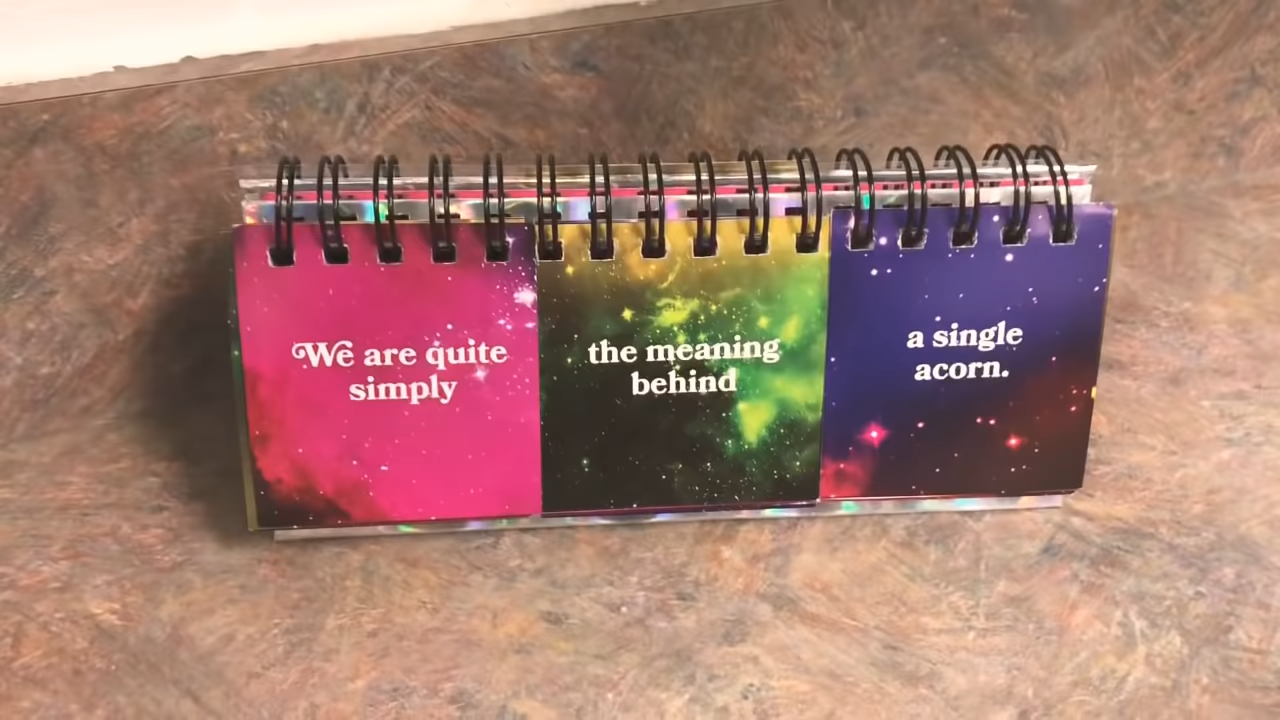 We are quite
simply
the meaning
behind
a single
acorn.